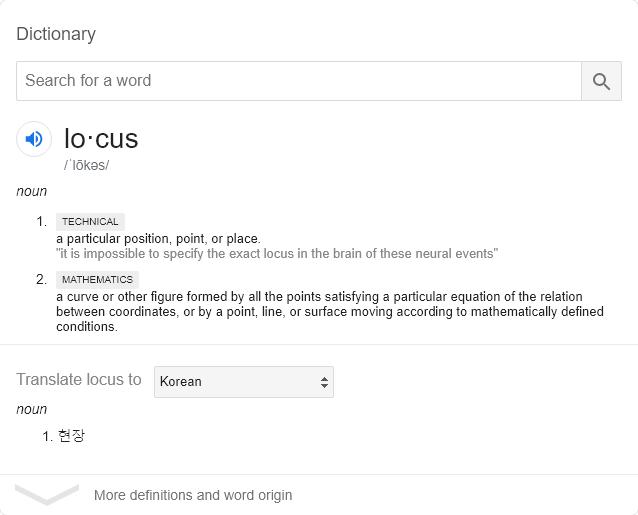 Dictionary
Search for a word
lo·cus
/ˈlōkəs/
noun
1. TECHNICAL
a particular position, point, or place.
"it is impossible to specify the exact locus in the brain of these neural events"
2. MATHEMATICS
a curve or other figure formed by all the points satisfying a particular equation of the relation
between coordinates, or by a point, line, or surface moving according to mathematically defined
conditions.
Translate locus to Korean
noun
1. 현장
More definitions and word origin